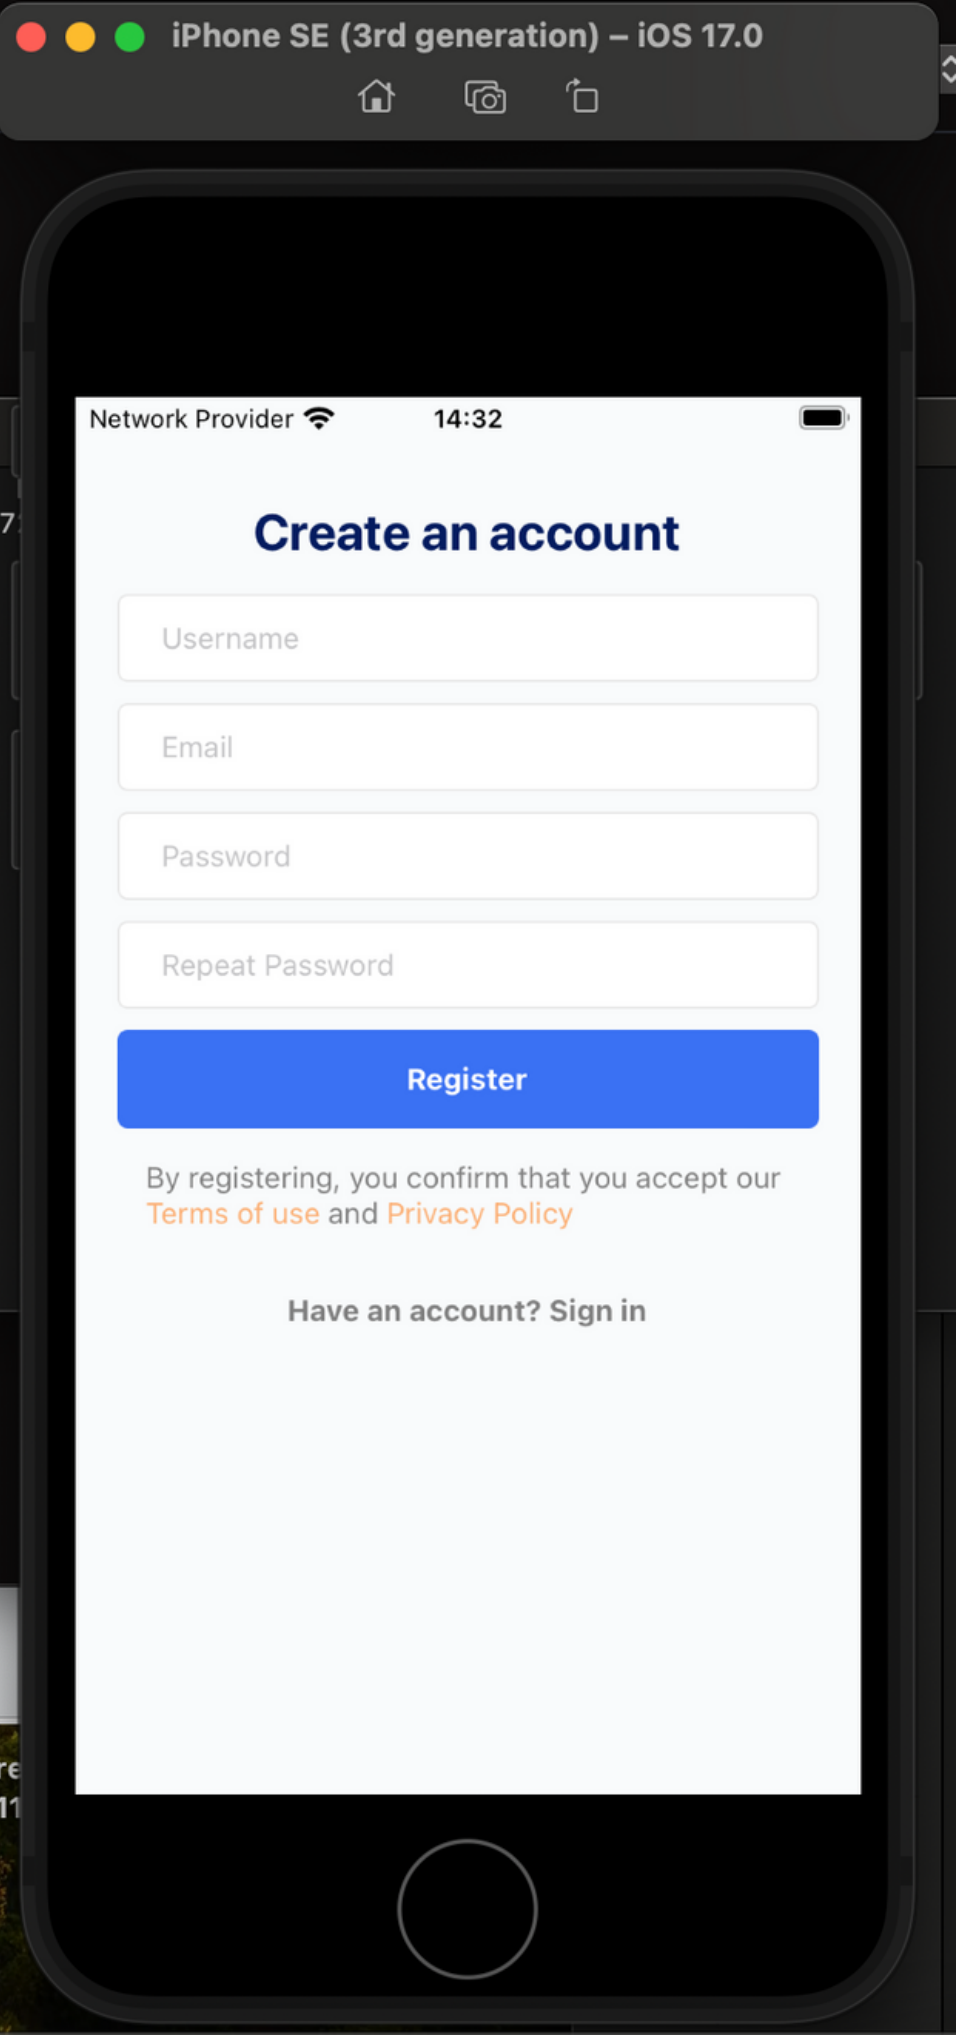 iPhone SE (3rd generation) – iOS 17.0
Network Provider 14:32
Create an account
Username
Email
Password
Repeat Password
Register
By registering, you confirm that you accept our
Terms of use and Privacy Policy
Have an account? Sign in